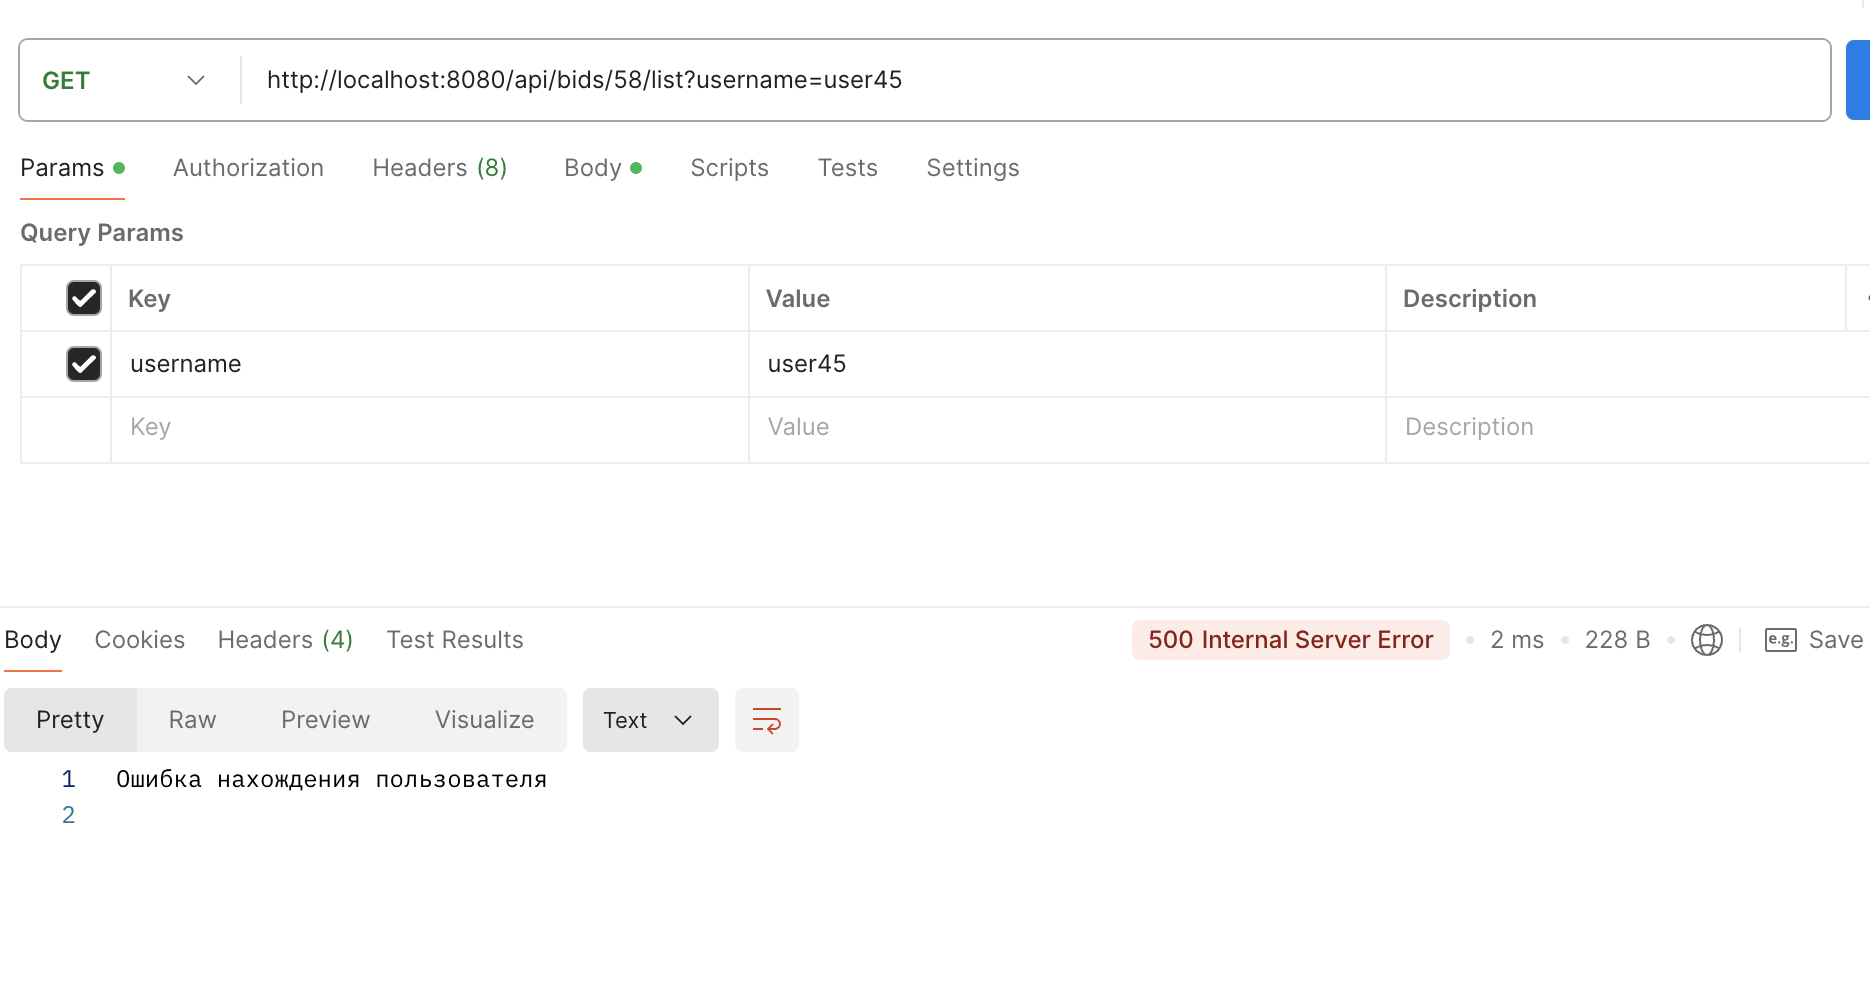 GET http://localhost:8080/api/bids/58/list?username=user45
Params Authorization Headers (8) Body Scripts Tests Settings
Query Params
Key Value Description
username user45
Key Value Description
Body Cookies Headers (4) Test Results 500 Internal Server Error 2 ms 228 B e.g. Save
Pretty Raw Preview Visualize Text
1 Ошибка нахождения пользователя
2